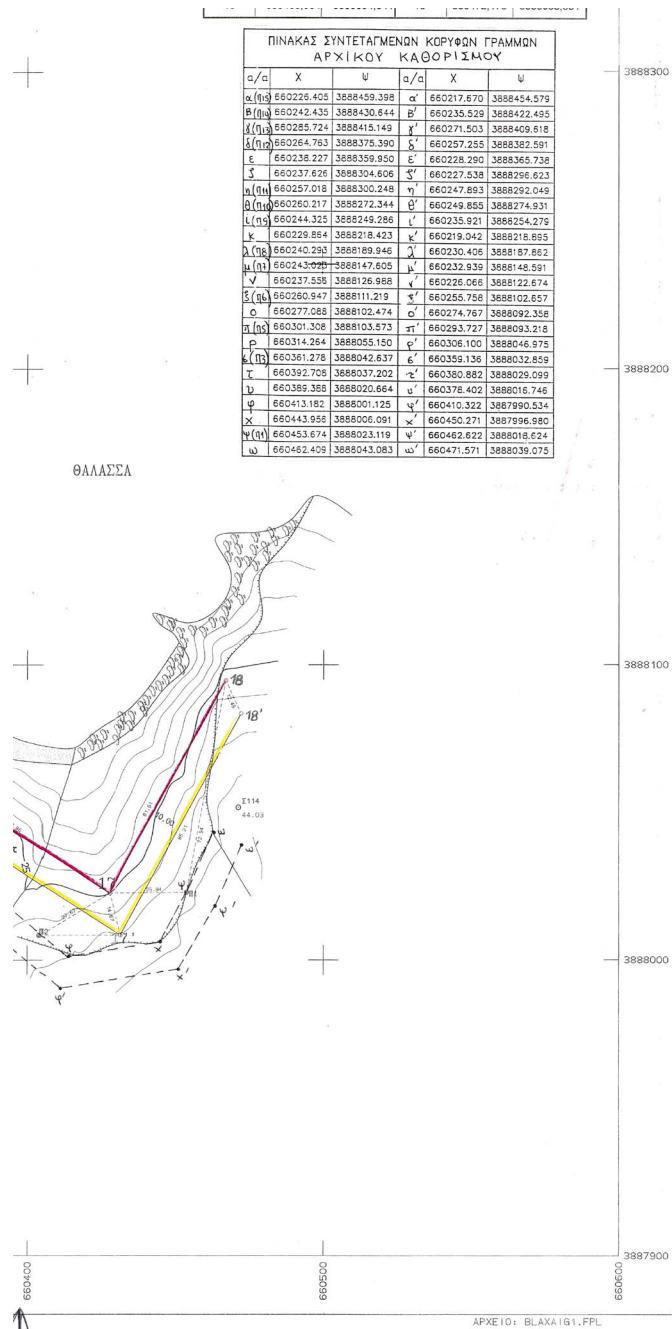 ΠΙΝΑΚΑΣ ΣΥΝΤΕΤΑΓΜΕΝΩΝ ΚΟΡΥΦΩΝ ΓΡΑΜΜΩΝ
ΑΡΧΙΚΟΥ ΚΑΘΟΡΙΣΜΟΥ
α/α X Ψ α/α X Ψ
α(Π15) 660226.405 3888459.398 α' 660217.670 3888454.579
β(Π14) 660242.435 3888430.644 β' 660235.529 3888422.495
γ(Π13) 660285.724 3888415.149 γ' 660271.503 3888409.618
δ(Π12) 660264.763 3888375.390 δ' 660257.255 3888382.591
ε 660238.227 3888359.950 ε' 660228.290 3888365.738
ζ 660237.626 3888304.606 ζ' 660227.538 3888296.623
η(Π11) 660257.018 3888300.248 η' 660247.893 3888292.049
θ(Π10) 660260.217 3888272.344 θ' 660249.855 3888274.931
ι(Π9) 660244.325 3888249.286 ι' 660235.921 3888254.279
κ 660229.864 3888218.423 κ' 660219.042 3888218.895
λ(Π8) 660240.293 3888189.946 λ' 660230.406 3888187.862
μ(Π7) 660243.023 3888147.605 μ' 660232.939 3888148.591
ν 660237.558 3888126.988 ν' 660226.066 3888122.674
ξ(Π6) 660260.947 3888111.219 ξ' 660255.758 3888102.657
ο 660277.088 3888102.474 ο' 660274.767 3888092.358
π(Π5) 660301.308 3888103.573 π' 660293.727 3888093.218
ρ 660314.264 3888055.150 ρ' 660306.100 3888046.975
ϭ(Π3) 660361.278 3888042.637 ϭ' 660359.136 3888032.859
τ 660392.708 3888037.202 τ' 660380.882 3888029.099
υ 660389.388 3888020.664 υ' 660378.402 3888016.746
φ 660413.182 3888001.125 φ' 660410.322 3887990.534
χ 660443.958 3888006.091 χ' 660450.271 3887996.980
ψ(Π1) 660453.674 3888023.119 ψ' 660462.622 3888018.624
ω 660462.409 3888043.083 ω' 660471.571 3888039.075
3888300
3888200
ΘΑΛΑΣΣΑ
3888100
18
18'
Σ114
44.03
50.00
ω
ω'
25
17
ψ
Π1
ψ'
φ
χ
3888000
φ'
χ'
3887900
660400
660500
660600
ΑΡΧΕΙΟ: BLAXAIG1.FPL